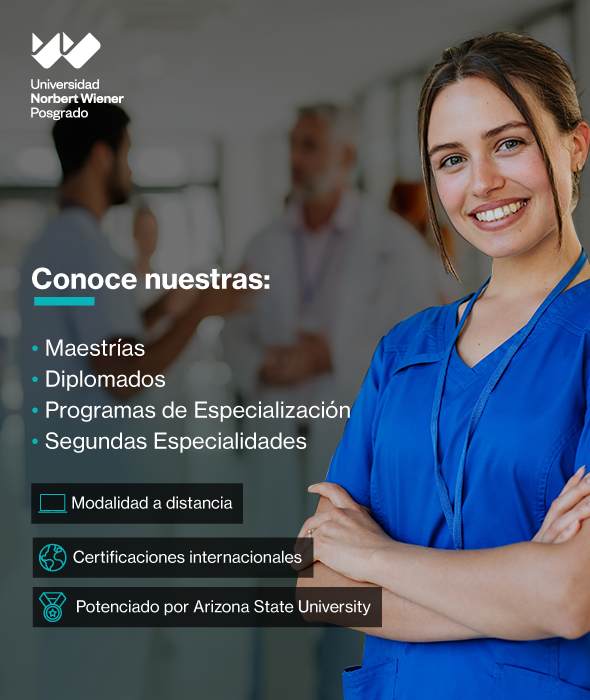 Universidad
Norbert Wiener
Posgrado
Conoce nuestras:
• Maestrías
• Diplomados
• Programas de Especialización
• Segundas Especialidades
Modalidad a distancia
Certificaciones internacionales
Potenciado por Arizona State University